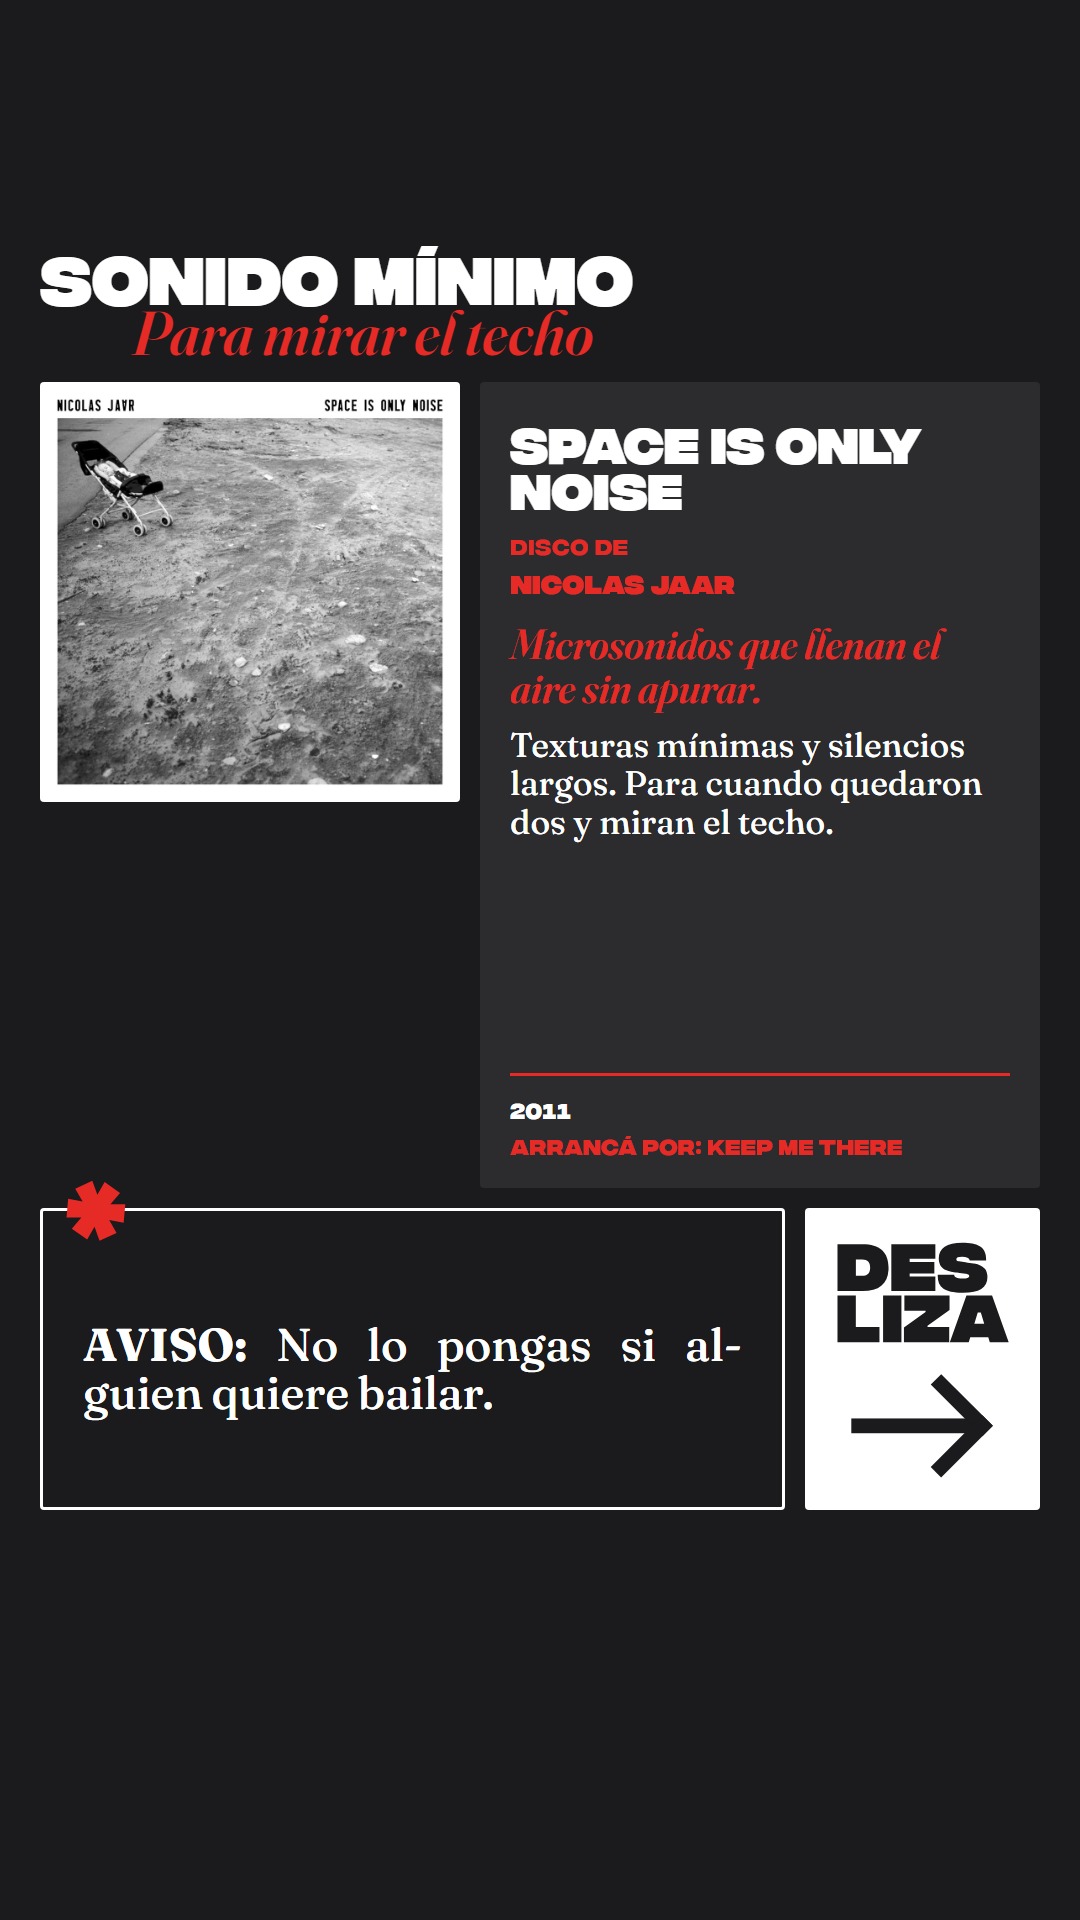 SONIDO MÍNIMO
Para mirar el techo
NICOLAS JAAR
SPACE IS ONLY NOISE
SPACE IS ONLY
NOISE
DISCO DE
NICOLAS JAAR
Microsonidos que llenan el
aire sin apurar.
Texturas mínimas y silencios
largos. Para cuando quedaron
dos y miran el techo.
2011
ARRANCÁ POR: KEEP ME THERE
AVISO: No lo pongas si al-
guien quiere bailar.
DES
LIZA